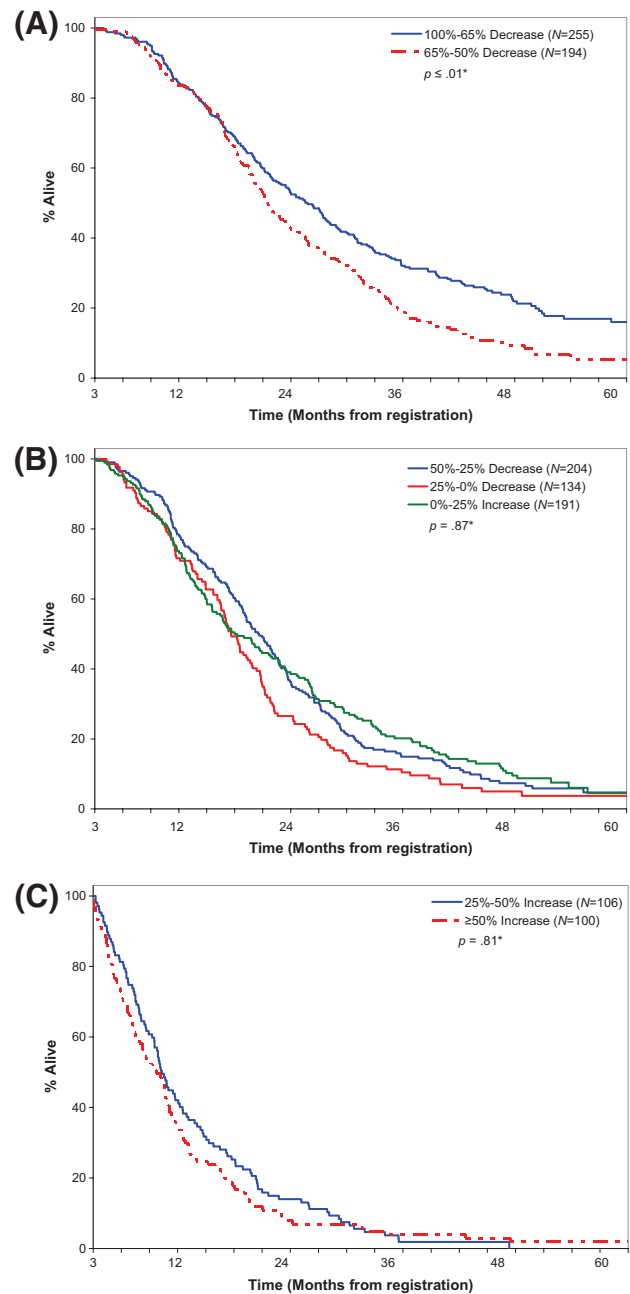 (A)
100%-65% Decrease (N=255)
65%-50% Decrease (N=194)
p ≤ .01*
100
80
60
40
20
0
% Alive
3 12 24 36 48 60
Time (Months from registration)
(B)
50%-25% Decrease (N=204)
25%-0% Decrease (N=134)
0%-25% Increase (N=191)
p = .87*
100
80
60
40
20
0
% Alive
3 12 24 36 48 60
Time (Months from registration)
(C)
25%-50% Increase (N=106)
≥50% Increase (N=100)
p = .81*
100
80
60
40
20
0
% Alive
3 12 24 36 48 60
Time (Months from registration)